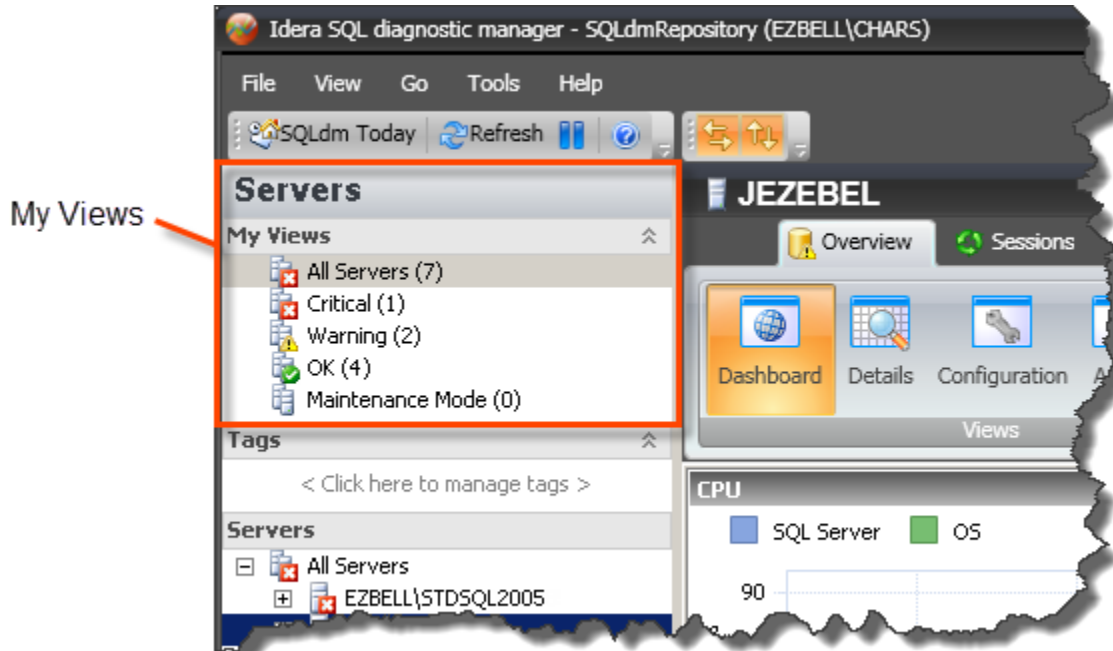 Idera SQL diagnostic manager - SQLdmRepository (EZBELL\CHARS)
File View Go Tools Help
SQLdm Today Refresh
My Views
Servers
My Views
All Servers (7)
Critical (1)
Warning (2)
OK (4)
Maintenance Mode (0)
Tags
< Click here to manage tags >
Servers
All Servers
EZBELL\STDSQL2005
JEZEBEL
Overview Sessions
Dashboard Details Configuration
Views
CPU
SQL Server OS
90